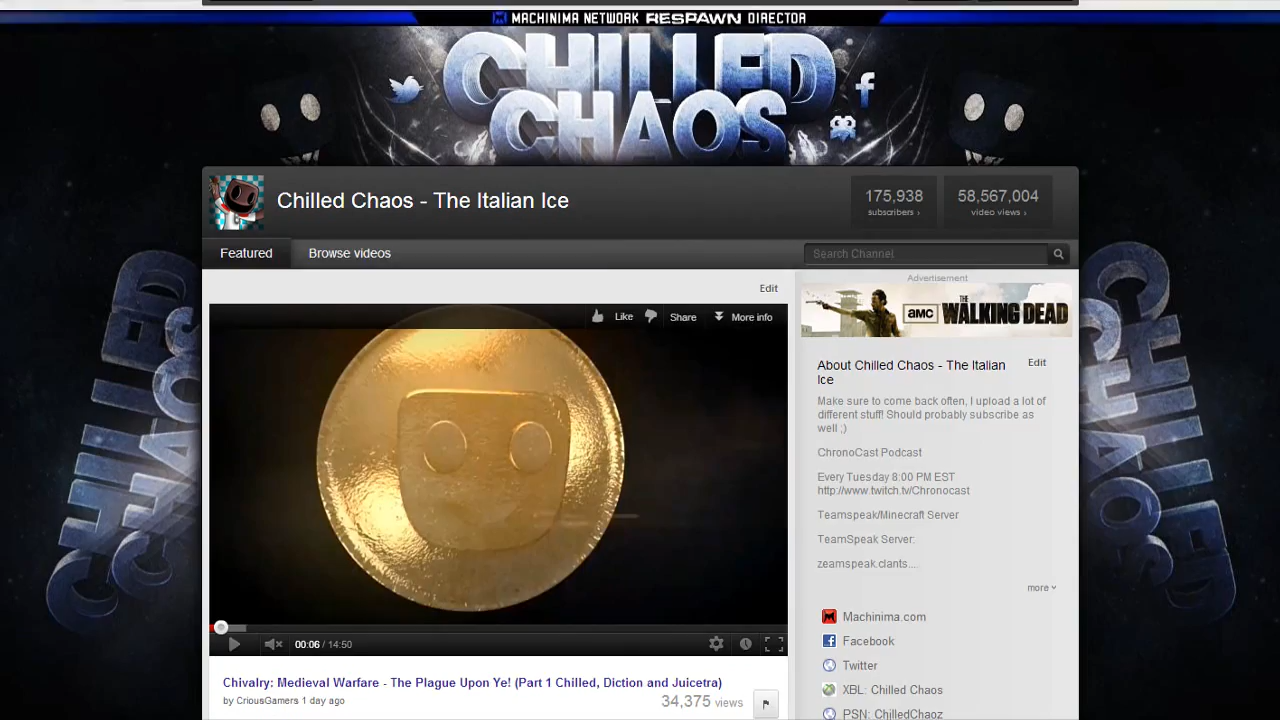 MACHINIMA NETWORK RESPAWN DIRECTOR
CHILLED
CHAOS
Chilled Chaos - The Italian Ice
175,938
subscribers ›
58,567,004
video views ›
Featured
Browse videos
Search Channel
Edit
Advertisement
Like
Share
More info
amc THE WALKING DEAD
About Chilled Chaos - The Italian
Ice
Edit
Make sure to come back often, I upload a lot of
different stuff! Should probably subscribe as
well ;)
ChronoCast Podcast
Every Tuesday 8:00 PM EST
http://www.twitch.tv/Chronocast
Teamspeak/Minecraft Server
TeamSpeak Server:
zeamspeak.clants....
more
Machinima.com
Facebook
Twitter
XBL: Chilled Chaos
PSN: ChilledChaoz
00:06 / 14:50
Chivalry: Medieval Warfare - The Plague Upon Ye! (Part 1 Chilled, Diction and Juicetra)
by CriousGamers 1 day ago
34,375 views
CHILLED
CHAOS
CHILLED
CHAOS